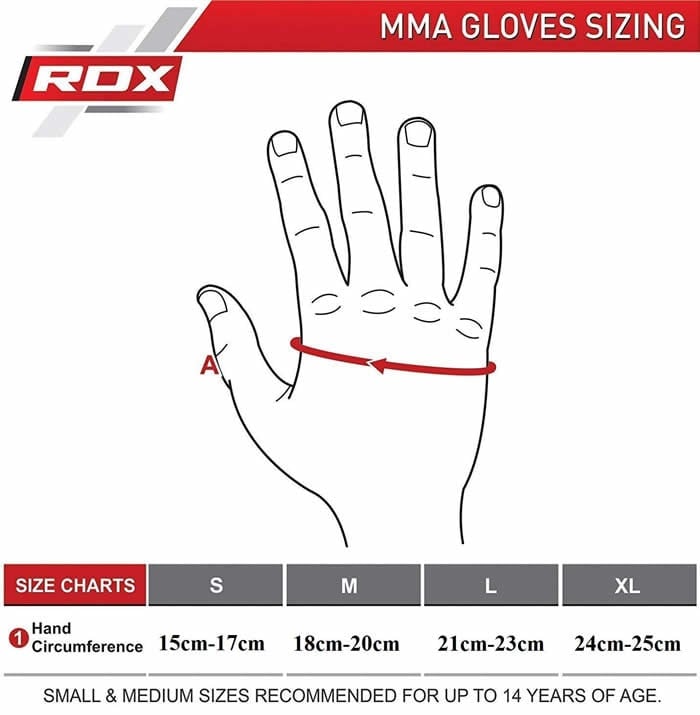 MMA GLOVES SIZING
RDX
A
SIZE CHARTS S M L XL
1 Hand
Circumference 15cm-17cm 18cm-20cm 21cm-23cm 24cm-25cm
SMALL & MEDIUM SIZES RECOMMENDED FOR UP TO 14 YEARS OF AGE.